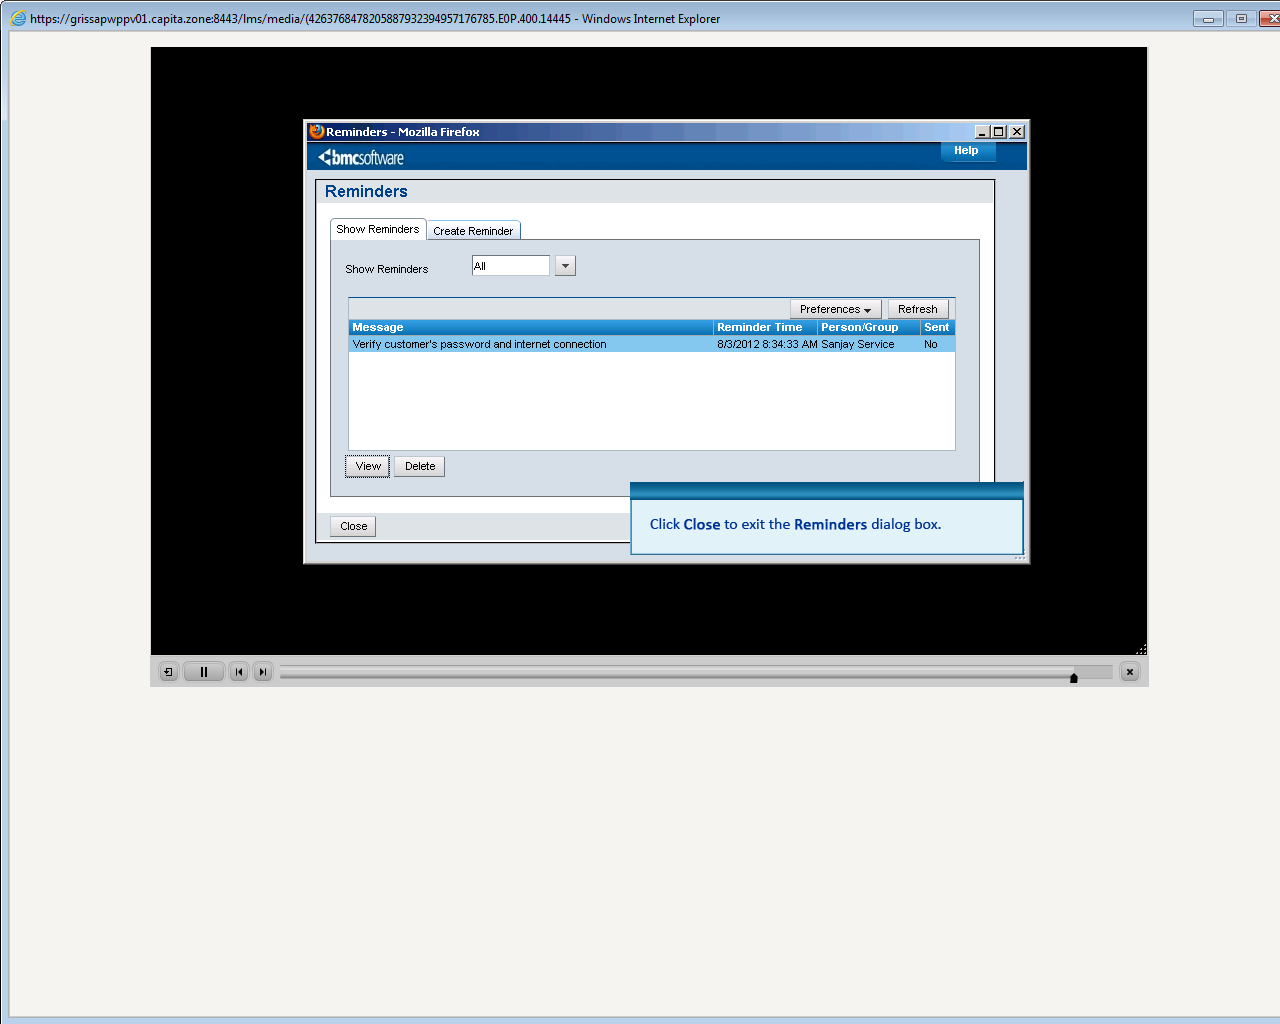 https://grissapwppv01.capita.zone:8443/lms/media/(4263768478205887932394957176785.E0P.400.14445 - Windows Internet Explorer
Reminders - Mozilla Firefox
bmcsoftware
Help
Reminders
Show Reminders
Create Reminder
Show Reminders
All
Preferences
Refresh
Message Reminder Time Person/Group Sent
Verify customer's password and internet connection 8/3/2012 8:34:33 AM Sanjay Service No
View
Delete
Click Close to exit the Reminders dialog box.
Close